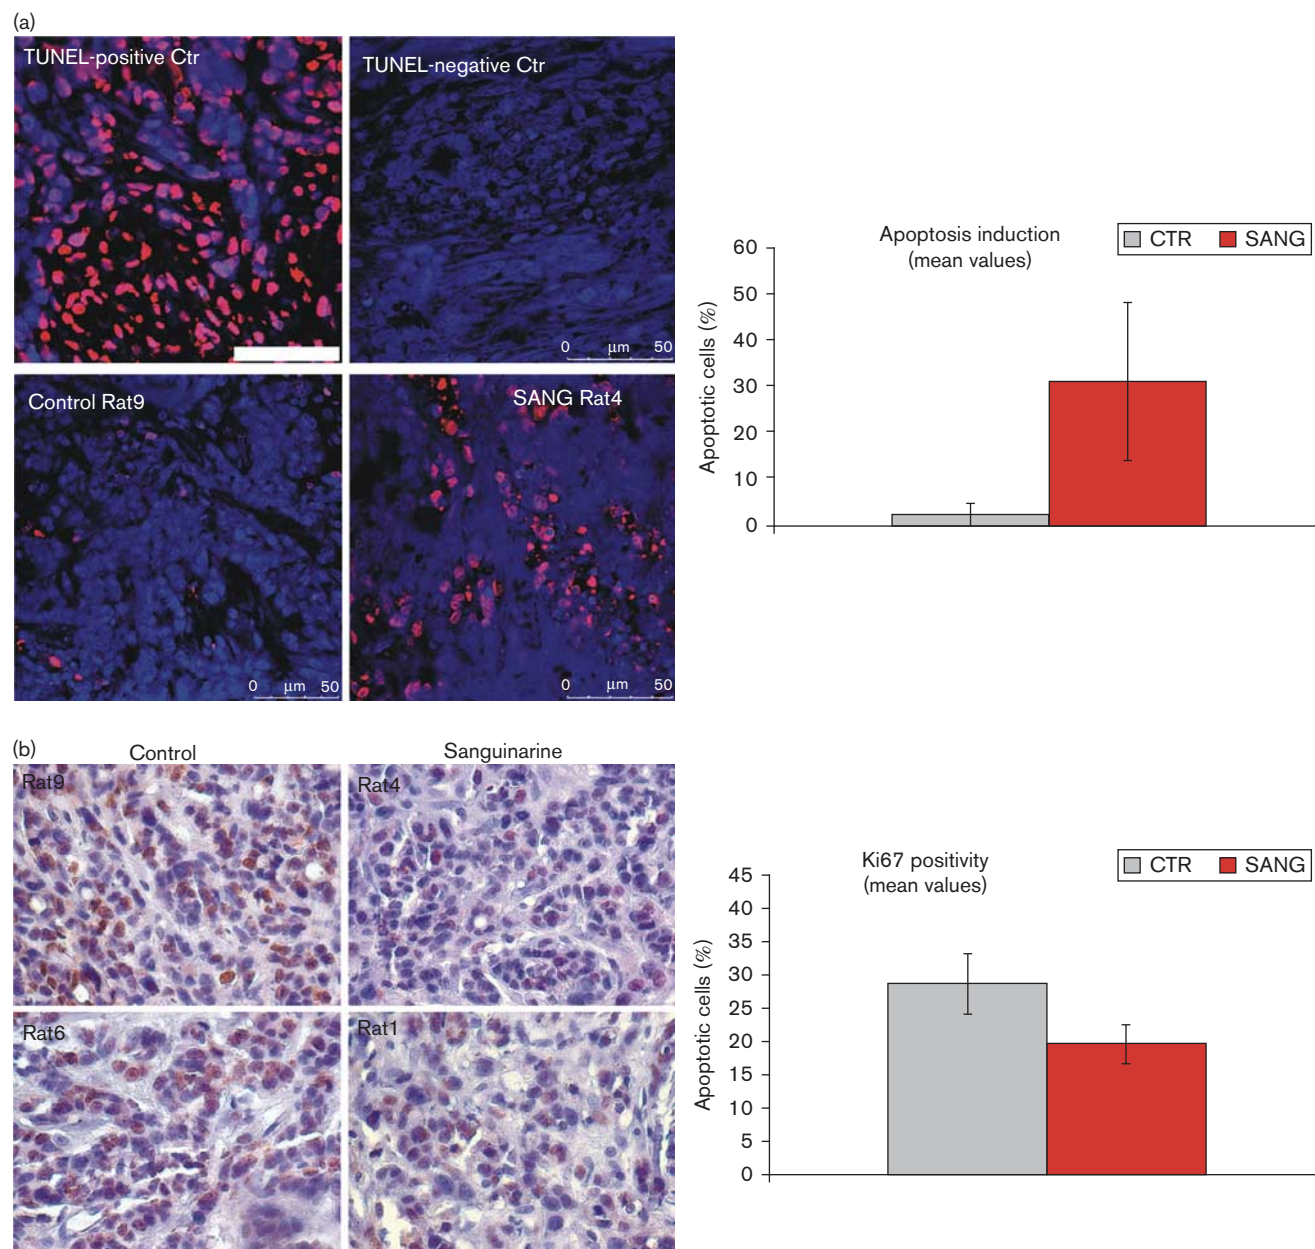 (a)
TUNEL-positive Ctr
TUNEL-negative Ctr
0 μm 50
Control Rat9
0 μm 50
SANG Rat4
0 μm 50
Apoptosis induction
(mean values)
CTR SANG
Apoptotic cells (%)
60
50
40
30
20
10
0
(b)
Control
Sanguinarine
Rat9
Rat4
Rat6
Rat1
Ki67 positivity
(mean values)
CTR SANG
Apoptotic cells (%)
45
40
35
30
25
20
15
10
5
0